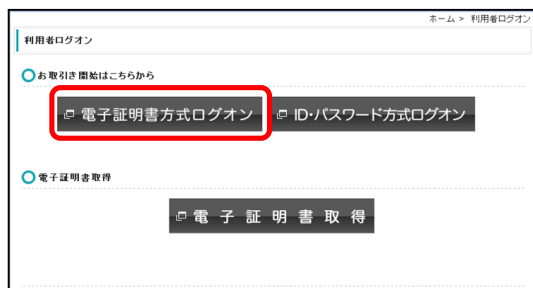 ホーム > 利用者ログオン
利用者ログオン
お取引き開始はこちらから
電子証明書方式ログオン ID・パスワード方式ログオン
電子証明書取得
電子証明書取得